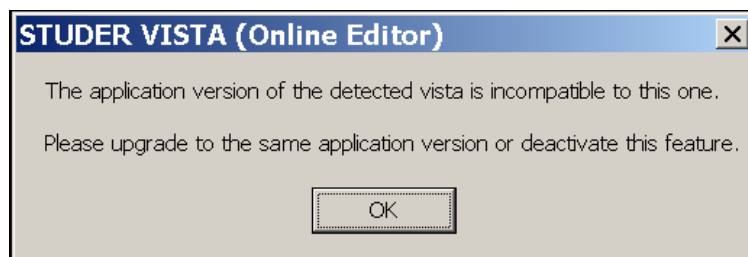 STUDER VISTA (Online Editor)
The application version of the detected vista is incompatible to this one.
Please upgrade to the same application version or deactivate this feature.
OK